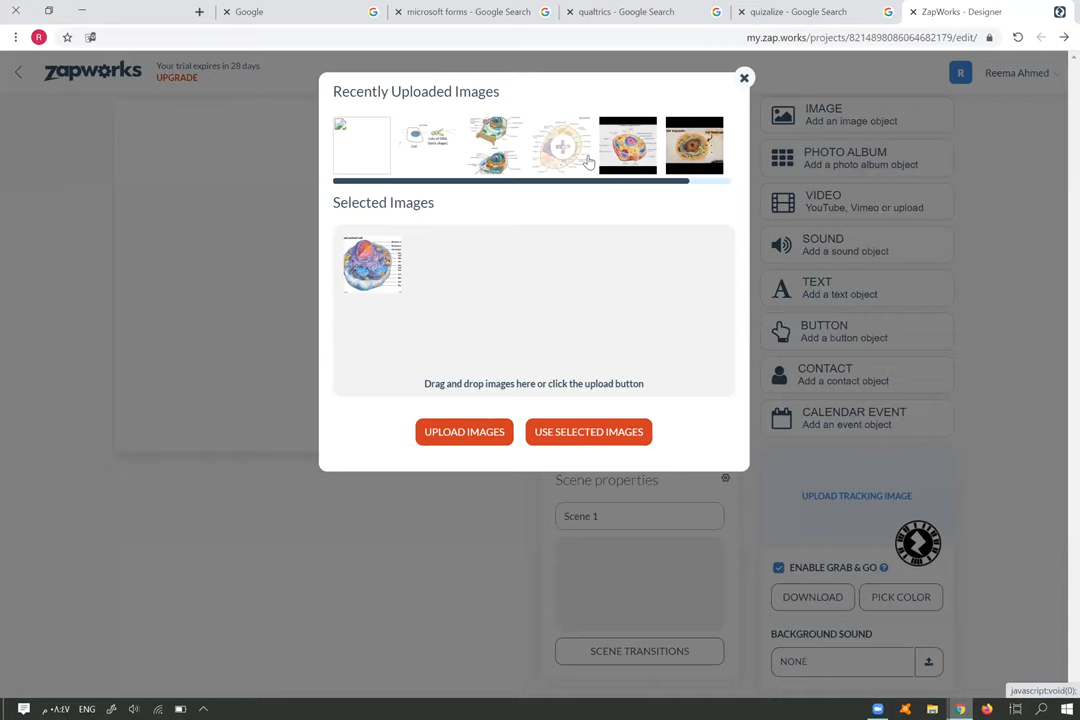 Google
microsoft forms - Google Search
qualtrics - Google Search
quizalize - Google Search
ZapWorks - Designer
R
my.zap.works/projects/8214898086064682179/edit/
zapworks
Your trial expires in 28 days.
UPGRADE
R
Reema Ahmed
Recently Uploaded Images
Selected Images
Drag and drop images here or click the upload button
UPLOAD IMAGES
USE SELECTED IMAGES
IMAGE
Add an image object
PHOTO ALBUM
Add a photo album object
VIDEO
YouTube, Vimeo or upload
SOUND
Add a sound object
TEXT
Add a text object
BUTTON
Add a button object
CONTACT
Add a contact object
CALENDAR EVENT
Add an event object
Scene properties
Scene 1
SCENE TRANSITIONS
UPLOAD TRACKING IMAGE
ENABLE GRAB & GO
DOWNLOAD
PICK COLOR
BACKGROUND SOUND
NONE
javascript:void(0);
ENG